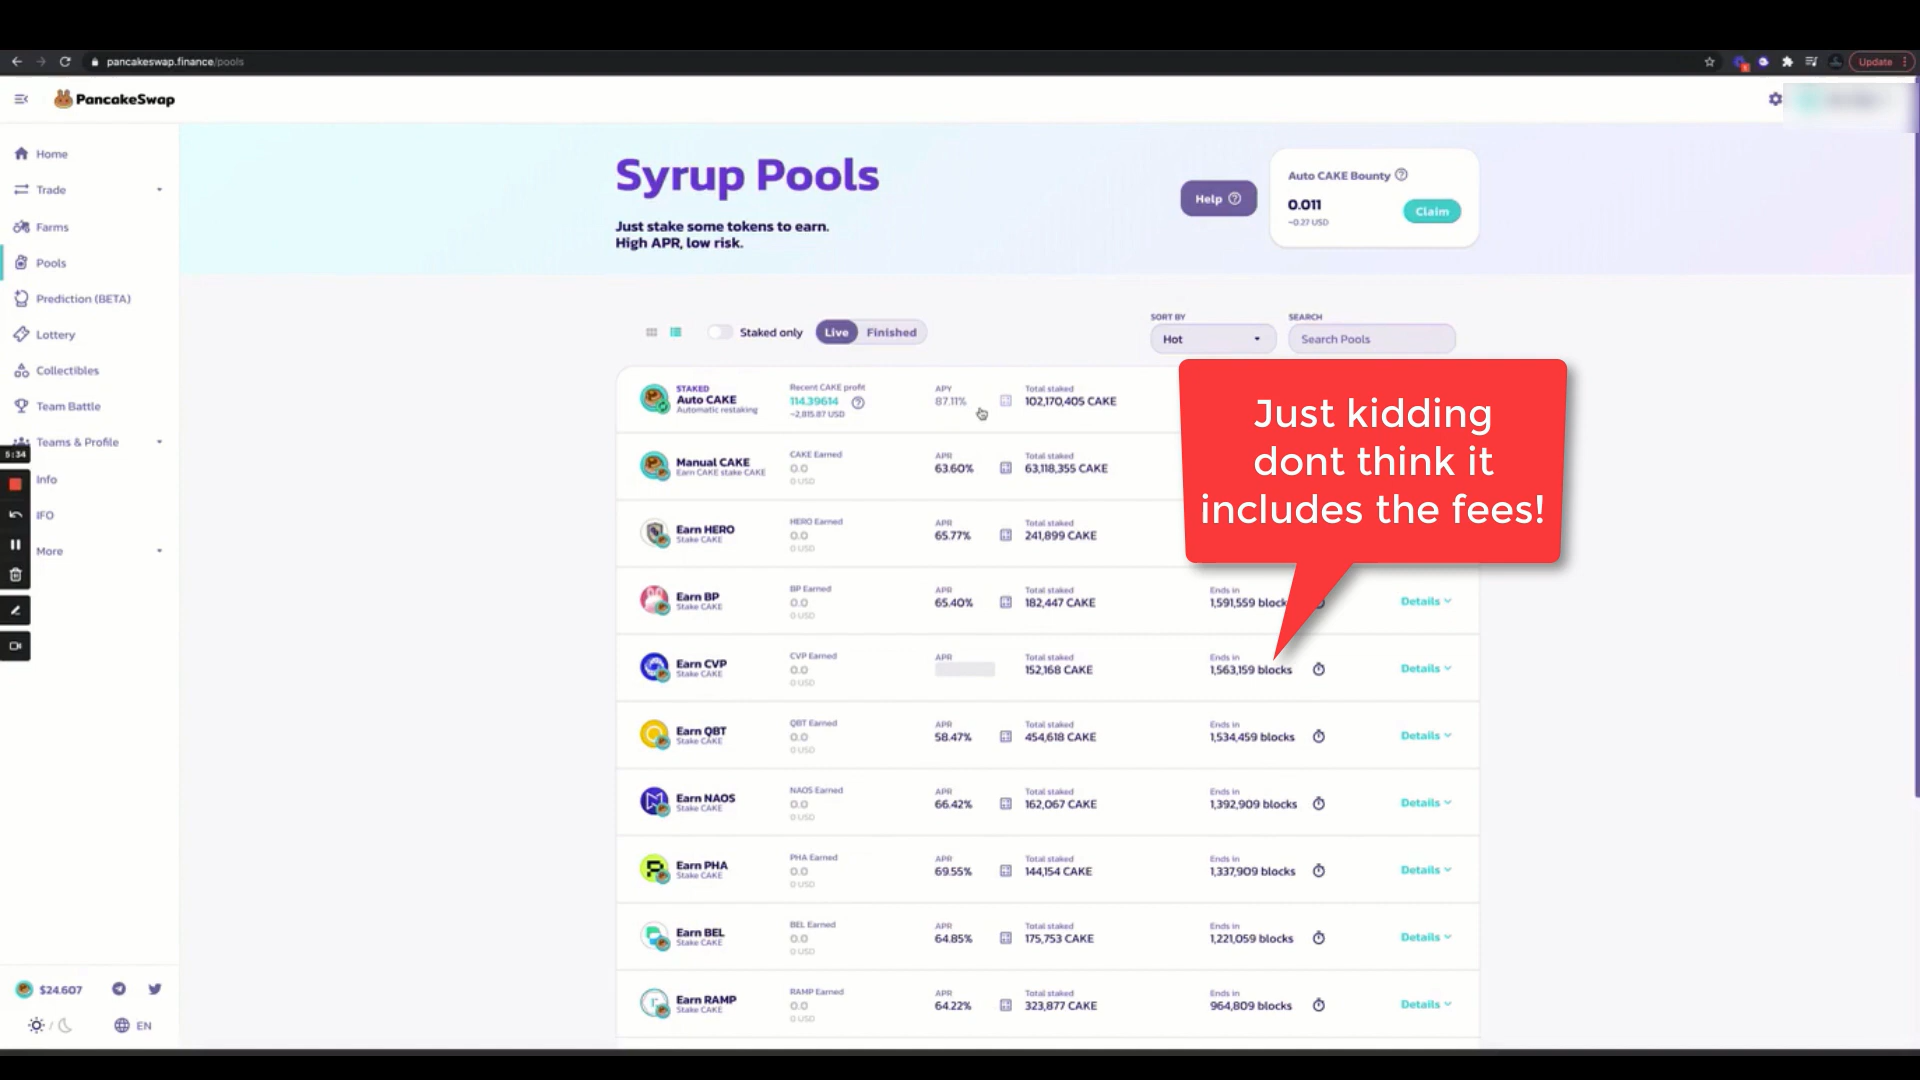 pancakeswap.finance/pools
Update
PancakeSwap
Home
Trade
Farms
Pools
Prediction (BETA)
Lottery
Collectibles
Team Battle
Teams & Profile
5:34
Info
IFO
More
$24.607
EN
Syrup Pools
Just stake some tokens to earn.
High APR, low risk.
Help
Auto CAKE Bounty
0.011
~0.27 USD
Claim
Staked only
Live
Finished
SORT BY
Hot
SEARCH
Search Pools
STAKED
Auto CAKE
Automatic restaking
Recent CAKE profit
114.39614
~2,815.87 USD
APY
87.11%
Total staked
102,170,405 CAKE
Manual CAKE
Earn CAKE stake CAKE
CAKE Earned
0.0
0 USD
APR
63.60%
Total staked
63,118,355 CAKE
Just kidding
dont think it
includes the fees!
Earn HERO
Stake CAKE
HERO Earned
0.0
0 USD
APR
65.77%
Total staked
241,899 CAKE
Earn BP
Stake CAKE
BP Earned
0.0
0 USD
APR
65.40%
Total staked
182,447 CAKE
Ends in
1,591,559
Details
Earn CVP
Stake CAKE
CVP Earned
0.0
0 USD
APR
Total staked
152,168 CAKE
Ends in
1,563,159 blocks
Details
Earn QBT
Stake CAKE
QBT Earned
0.0
0 USD
APR
58.47%
Total staked
454,618 CAKE
Ends in
1,534,459 blocks
Details
Earn NAOS
Stake CAKE
NAOS Earned
0.0
0 USD
APR
66.42%
Total staked
162,067 CAKE
Ends in
1,392,909 blocks
Details
Earn PHA
Stake CAKE
PHA Earned
0.0
0 USD
APR
69.55%
Total staked
144,154 CAKE
Ends in
1,337,909 blocks
Details
Earn BEL
Stake CAKE
BEL Earned
0.0
0 USD
APR
64.85%
Total staked
175,753 CAKE
Ends in
1,221,059 blocks
Details
Earn RAMP
Stake CAKE
RAMP Earned
0.0
0 USD
APR
64.22%
Total staked
323,877 CAKE
Ends in
964,809 blocks
Details